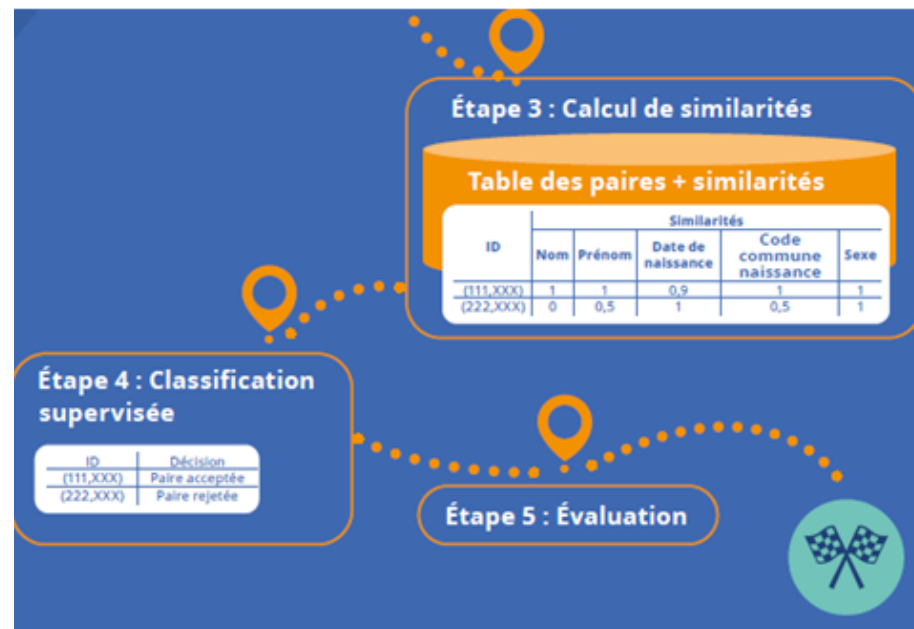 Étape 3 : Calcul de similarités
Table des paires + similarités
Similarités
ID Nom Prénom Date de naissance Code commune naissance Sexe
(111,XXX) 1 1 0,9 1 1
(222,XXX) 0 0,5 1 0,5 1
Étape 4 : Classification
supervisée
ID Décision
(111,XXX) Paire acceptée
(222,XXX) Paire rejetée
Étape 5 : Évaluation